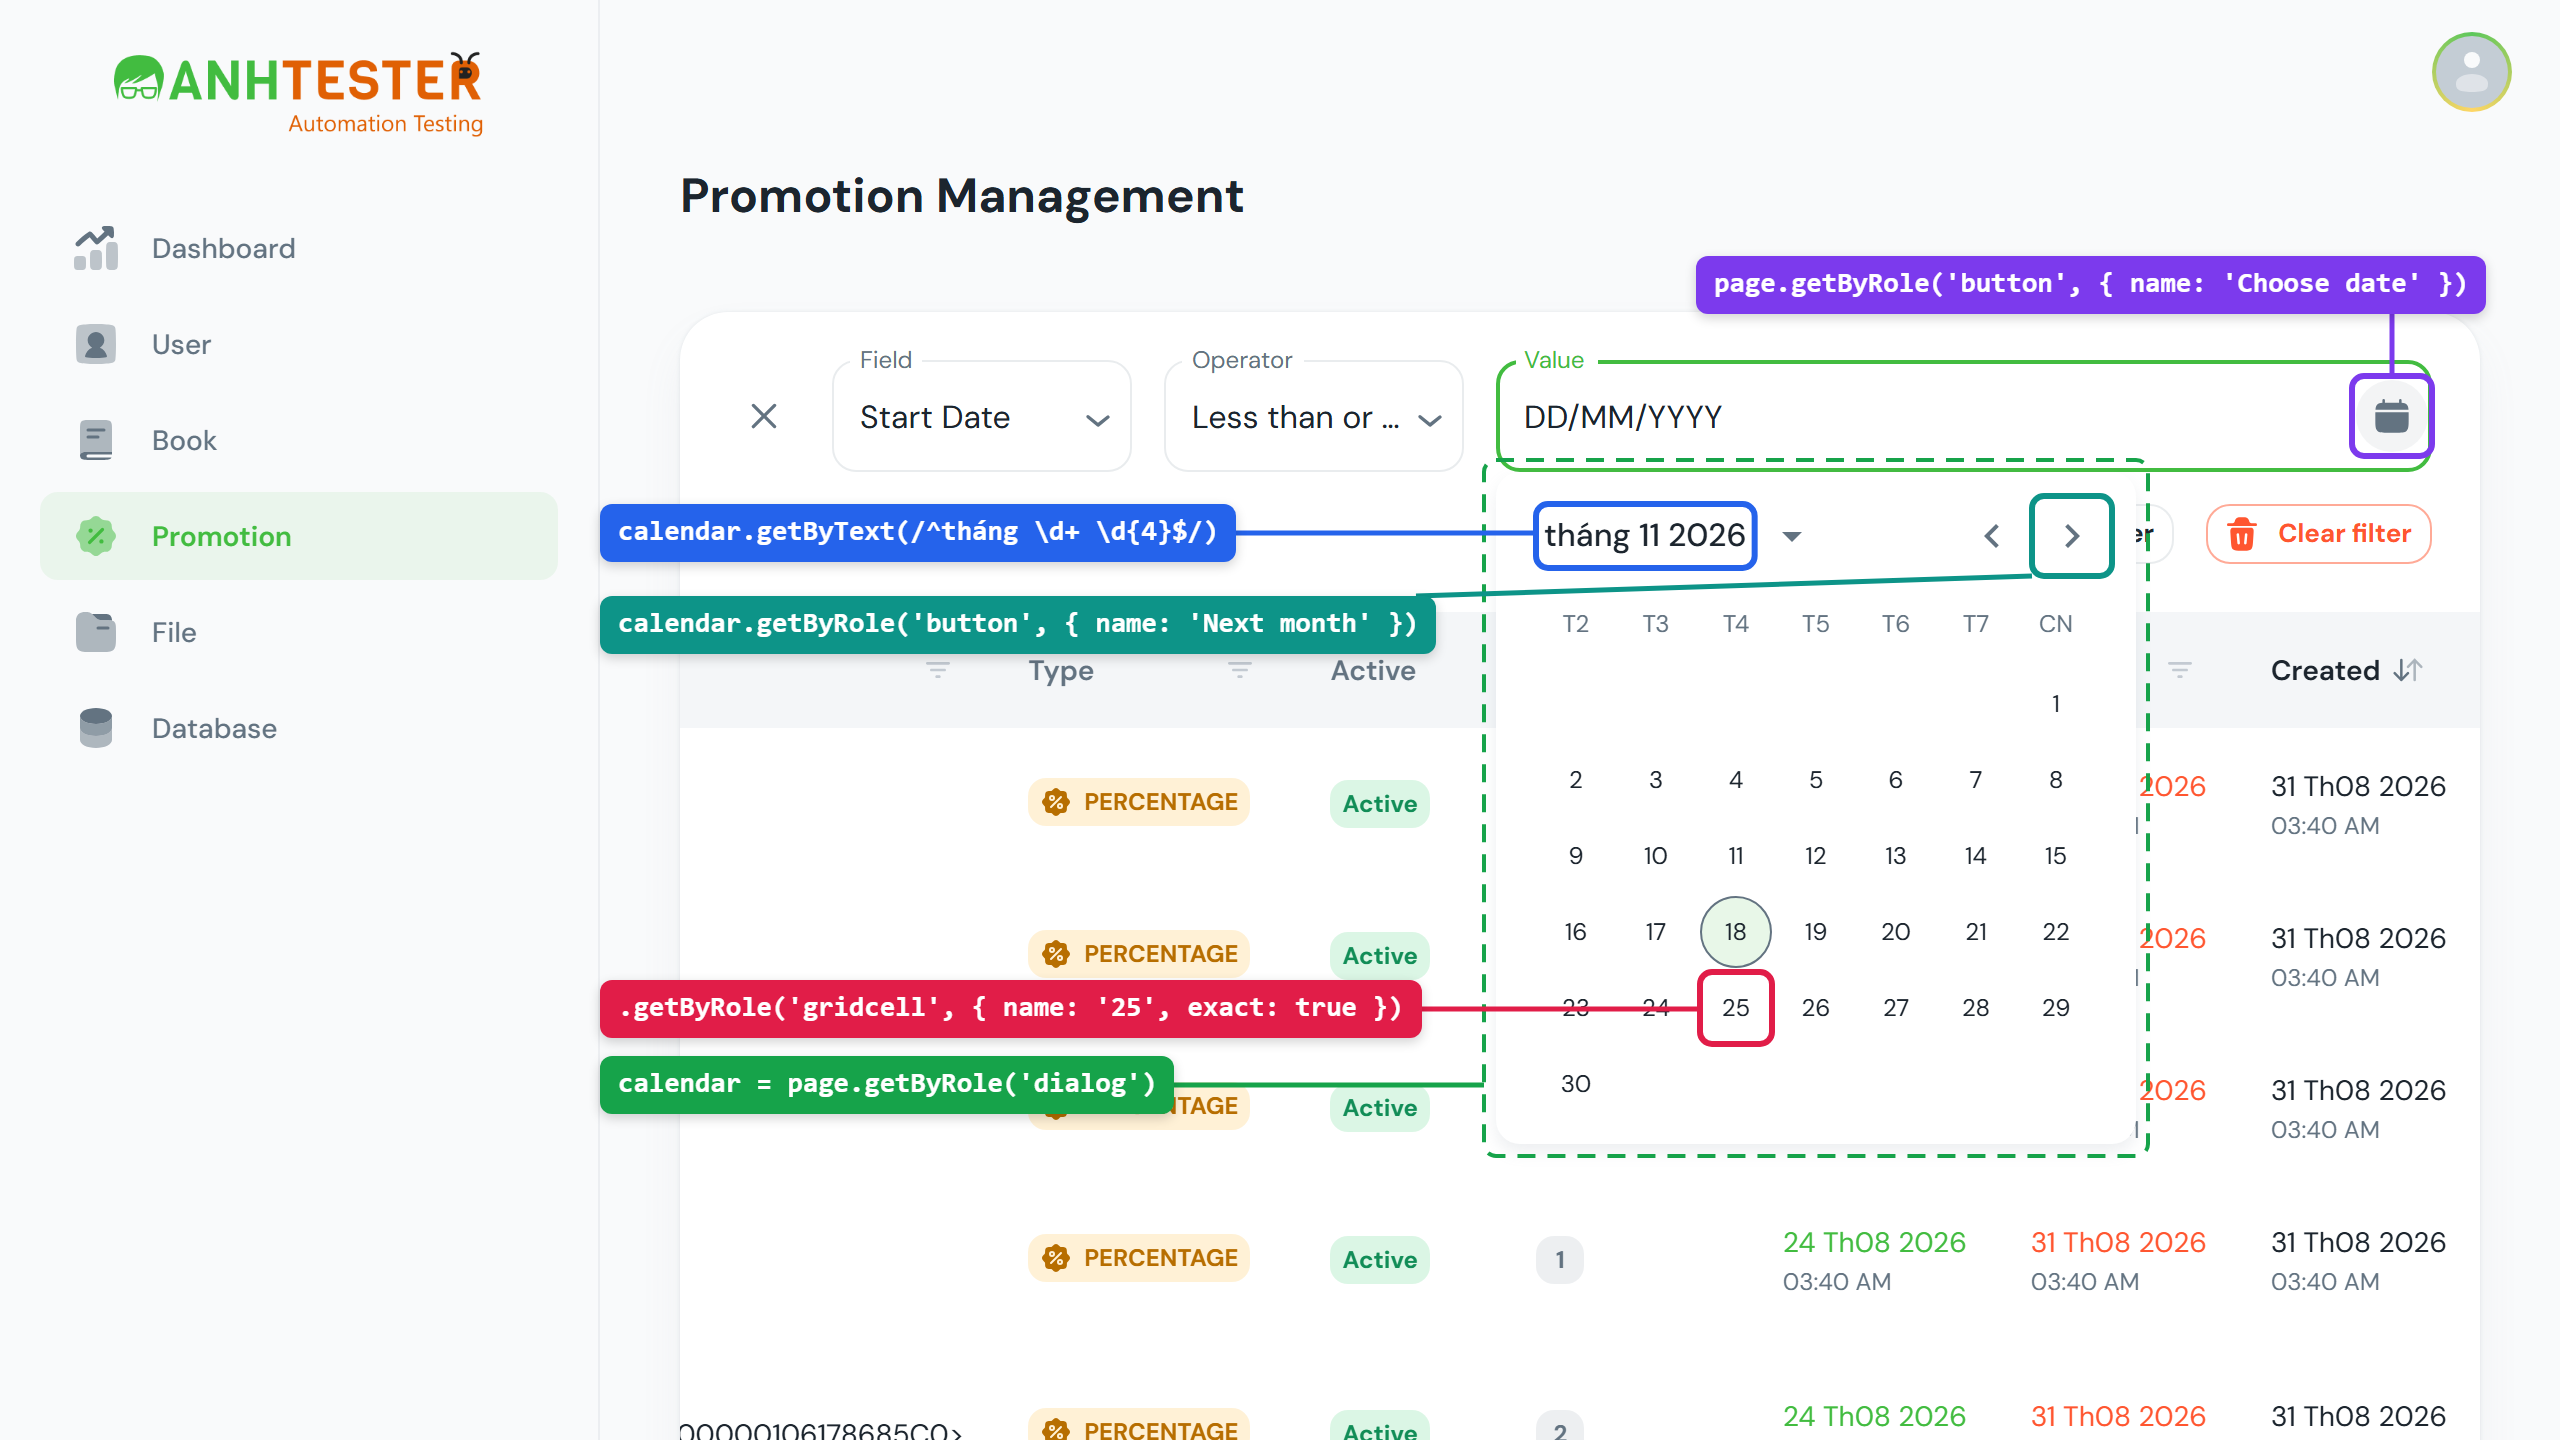 ANHTESTER
Automation Testing
Dashboard
User
Book
Promotion
File
Database
Promotion Management
page.getByRole('button', { name: 'Choose date' })
Field
Start Date
Operator
Less than or ...
Value
DD/MM/YYYY
calendar.getByText(/^tháng \d+ \d{4}$/)
tháng 11 2026
Clear filter
calendar.getByRole('button', { name: 'Next month' })
T2 T3 T4 T5 T6 T7 CN
Type Active Created
1
2 3 4 5 6 7 8
9 10 11 12 13 14 15
16 17 18 19 20 21 22
23 24 25 26 27 28 29
30
PERCENTAGE Active 2026 31 Th08 2026
03:40 AM
PERCENTAGE Active 2026 31 Th08 2026
03:40 AM
.getByRole('gridcell', { name: '25', exact: true })
calendar = page.getByRole('dialog')
Active 2026 31 Th08 2026
03:40 AM
PERCENTAGE Active 1 24 Th08 2026 31 Th08 2026 31 Th08 2026
03:40 AM 03:40 AM 03:40 AM
PERCENTAGE Active 2 24 Th08 2026 31 Th08 2026 31 Th08 2026